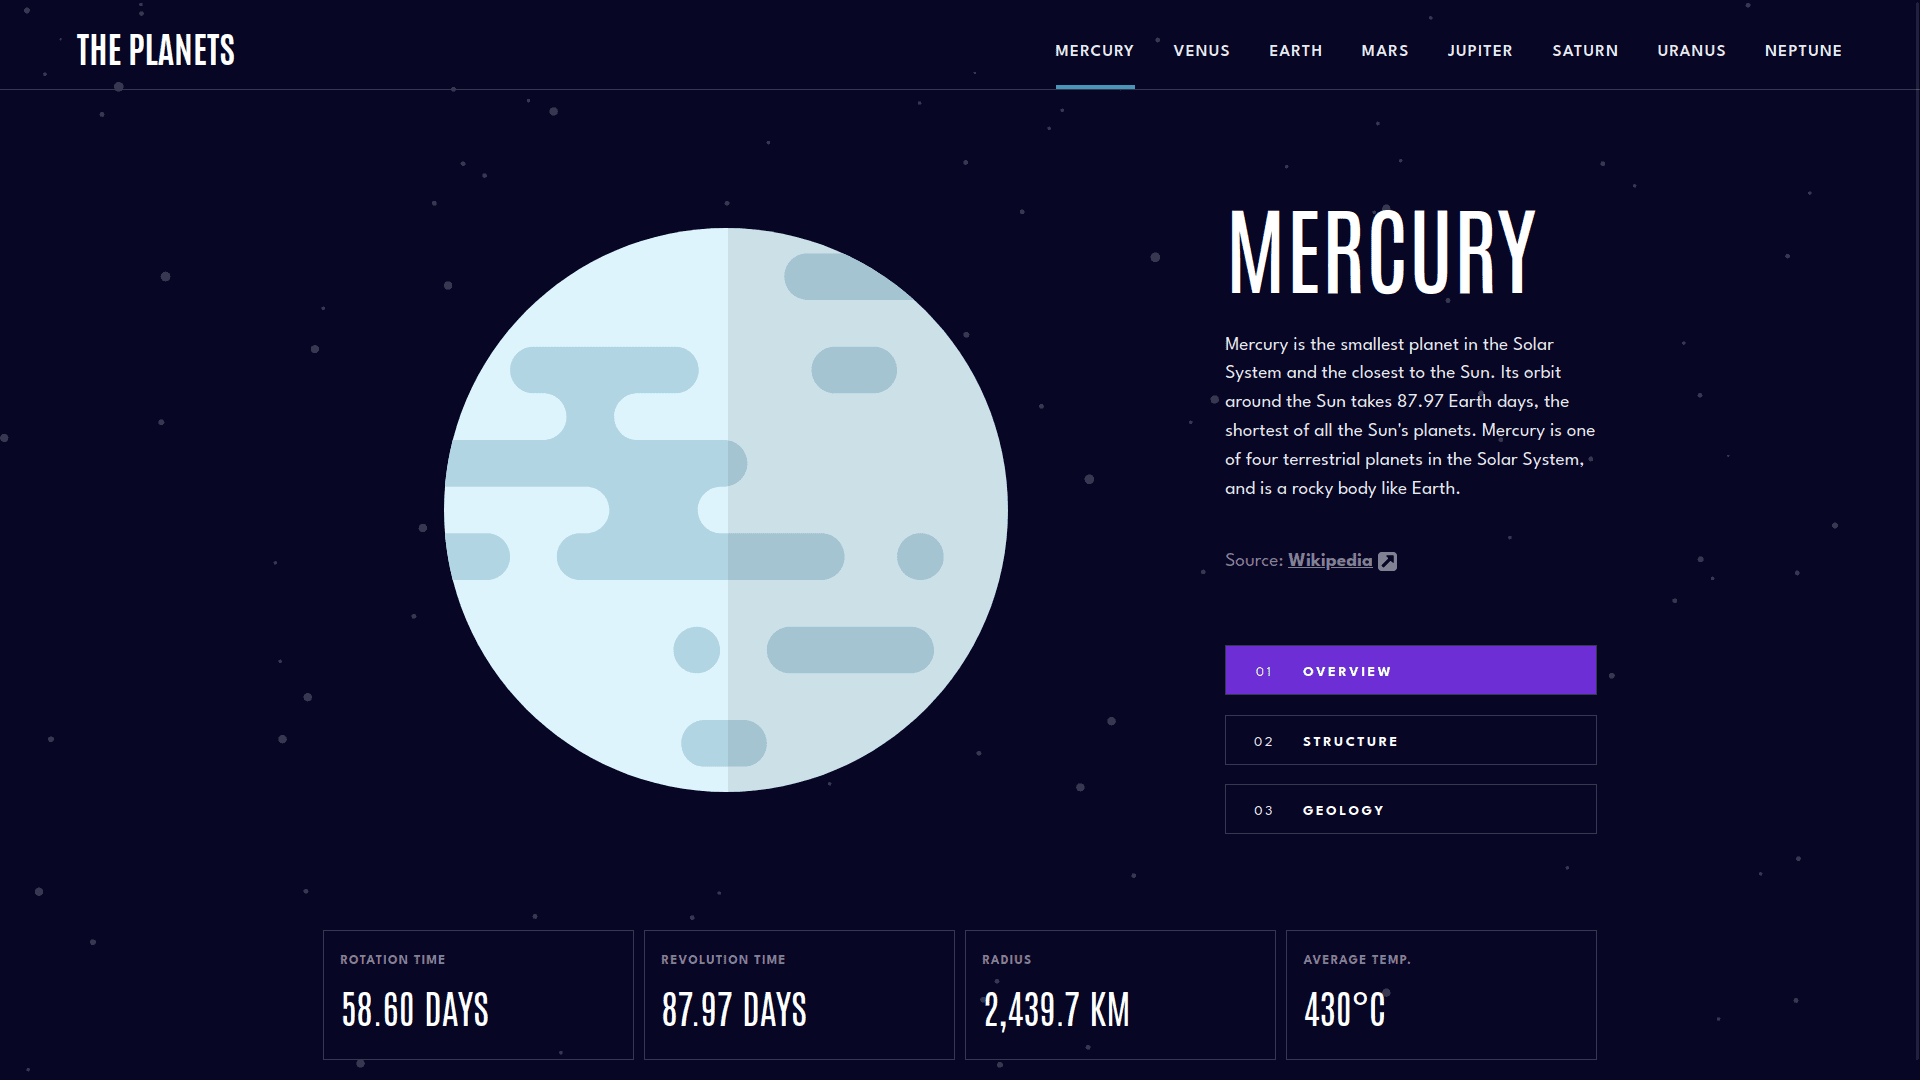 THE PLANETS
MERCURY VENUS EARTH MARS JUPITER SATURN URANUS NEPTUNE
MERCURY
Mercury is the smallest planet in the Solar
System and the closest to the Sun. Its orbit
around the Sun takes 87.97 Earth days, the
shortest of all the Sun's planets. Mercury is one
of four terrestrial planets in the Solar System,
and is a rocky body like Earth.
Source: Wikipedia
01 OVERVIEW
02 STRUCTURE
03 GEOLOGY
ROTATION TIME
58.60 DAYS
REVOLUTION TIME
87.97 DAYS
RADIUS
2,439.7 KM
AVERAGE TEMP.
430°C